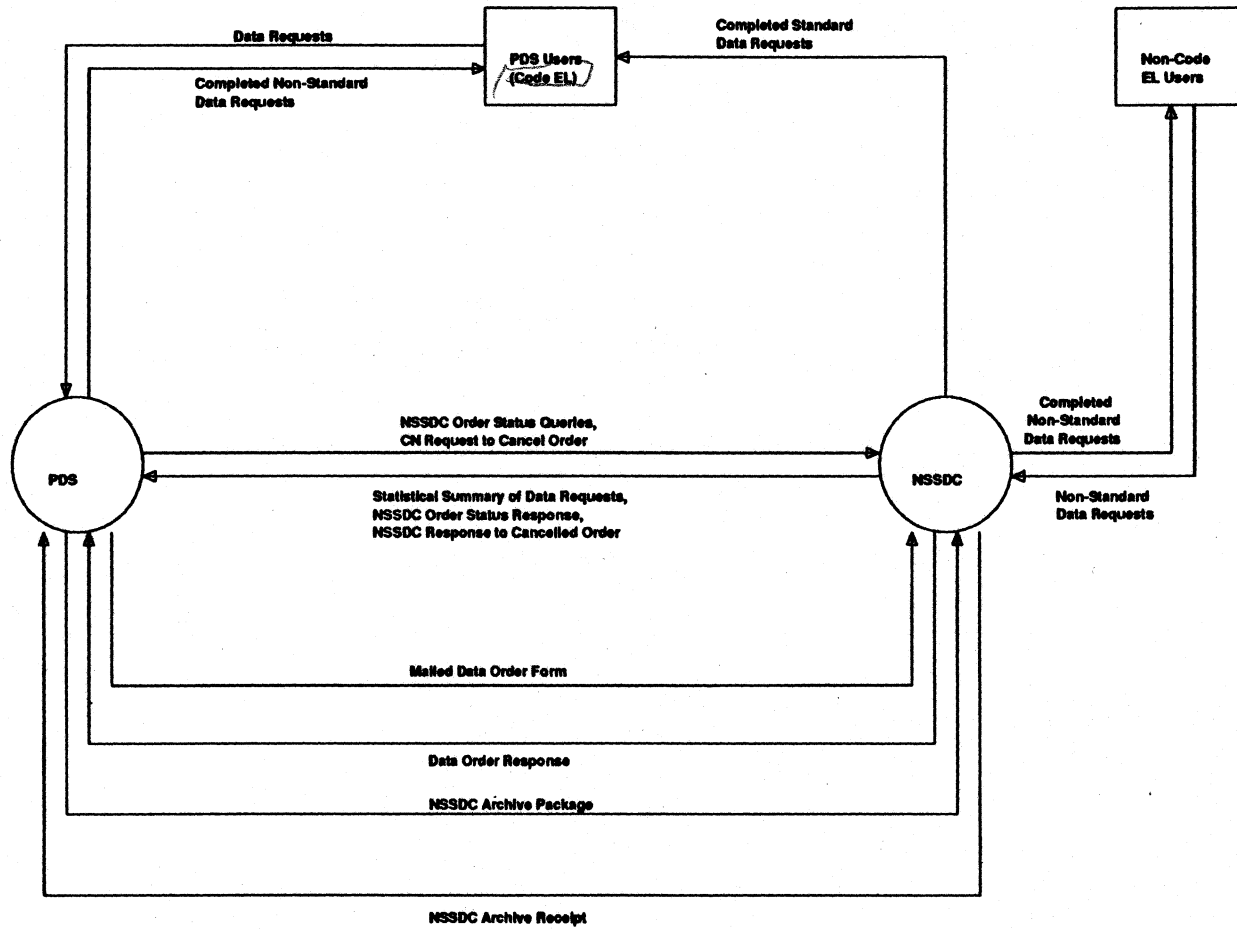 Data Requests
Completed Non-Standard
Data Requests
PDS Users
(Code EL)
Completed Standard
Data Requests
Non-Code
EL Users
NSSDC Order Status Queries,
CN Request to Cancel Order
Completed
Non-Standard
Data Requests
PDS
NSSDC
Statistical Summary of Data Requests,
NSSDC Order Status Response,
NSSDC Response to Cancelled Order
Non-Standard
Data Requests
Mailed Data Order Form
Data Order Response
NSSDC Archive Package
NSSDC Archive Receipt